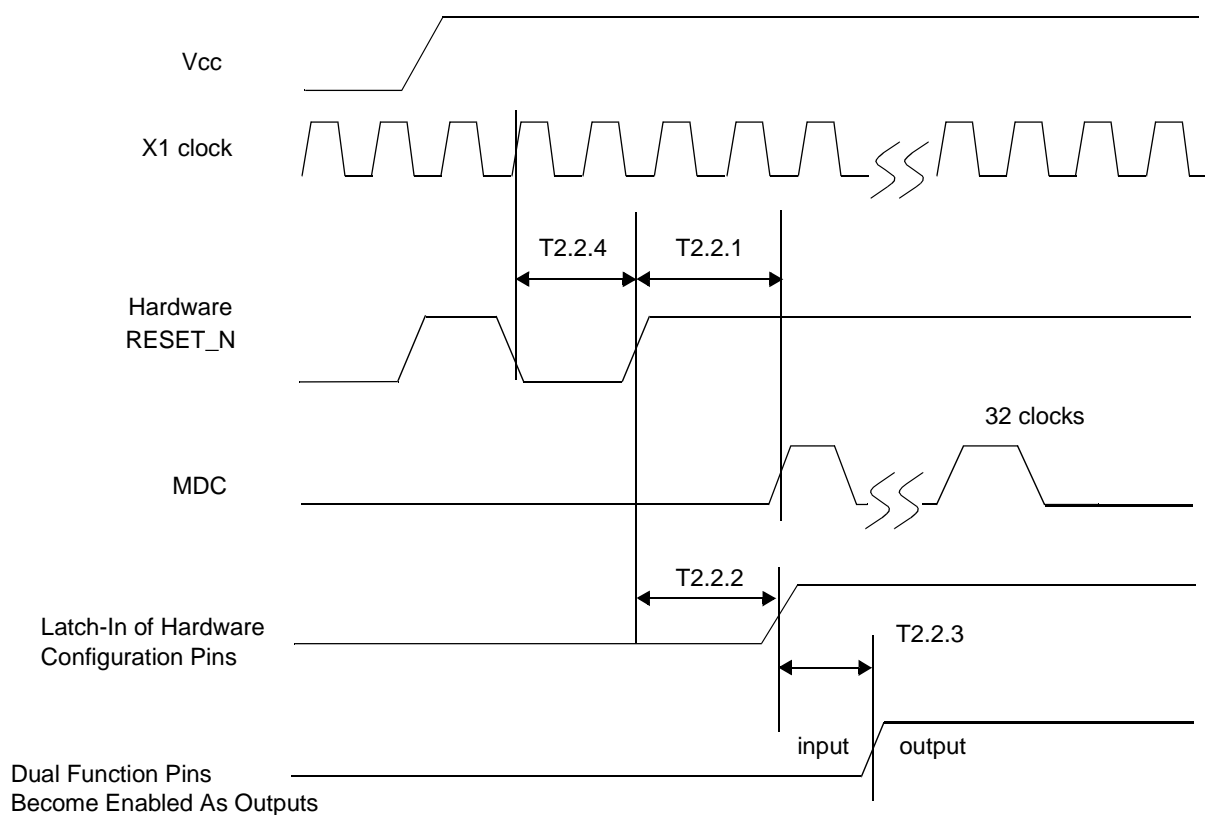 Vcc
X1 clock
T2.2.4
T2.2.1
Hardware
RESET_N
32 clocks
MDC
T2.2.2
Latch-In of Hardware
Configuration Pins
T2.2.3
input
output
Dual Function Pins
Become Enabled As Outputs